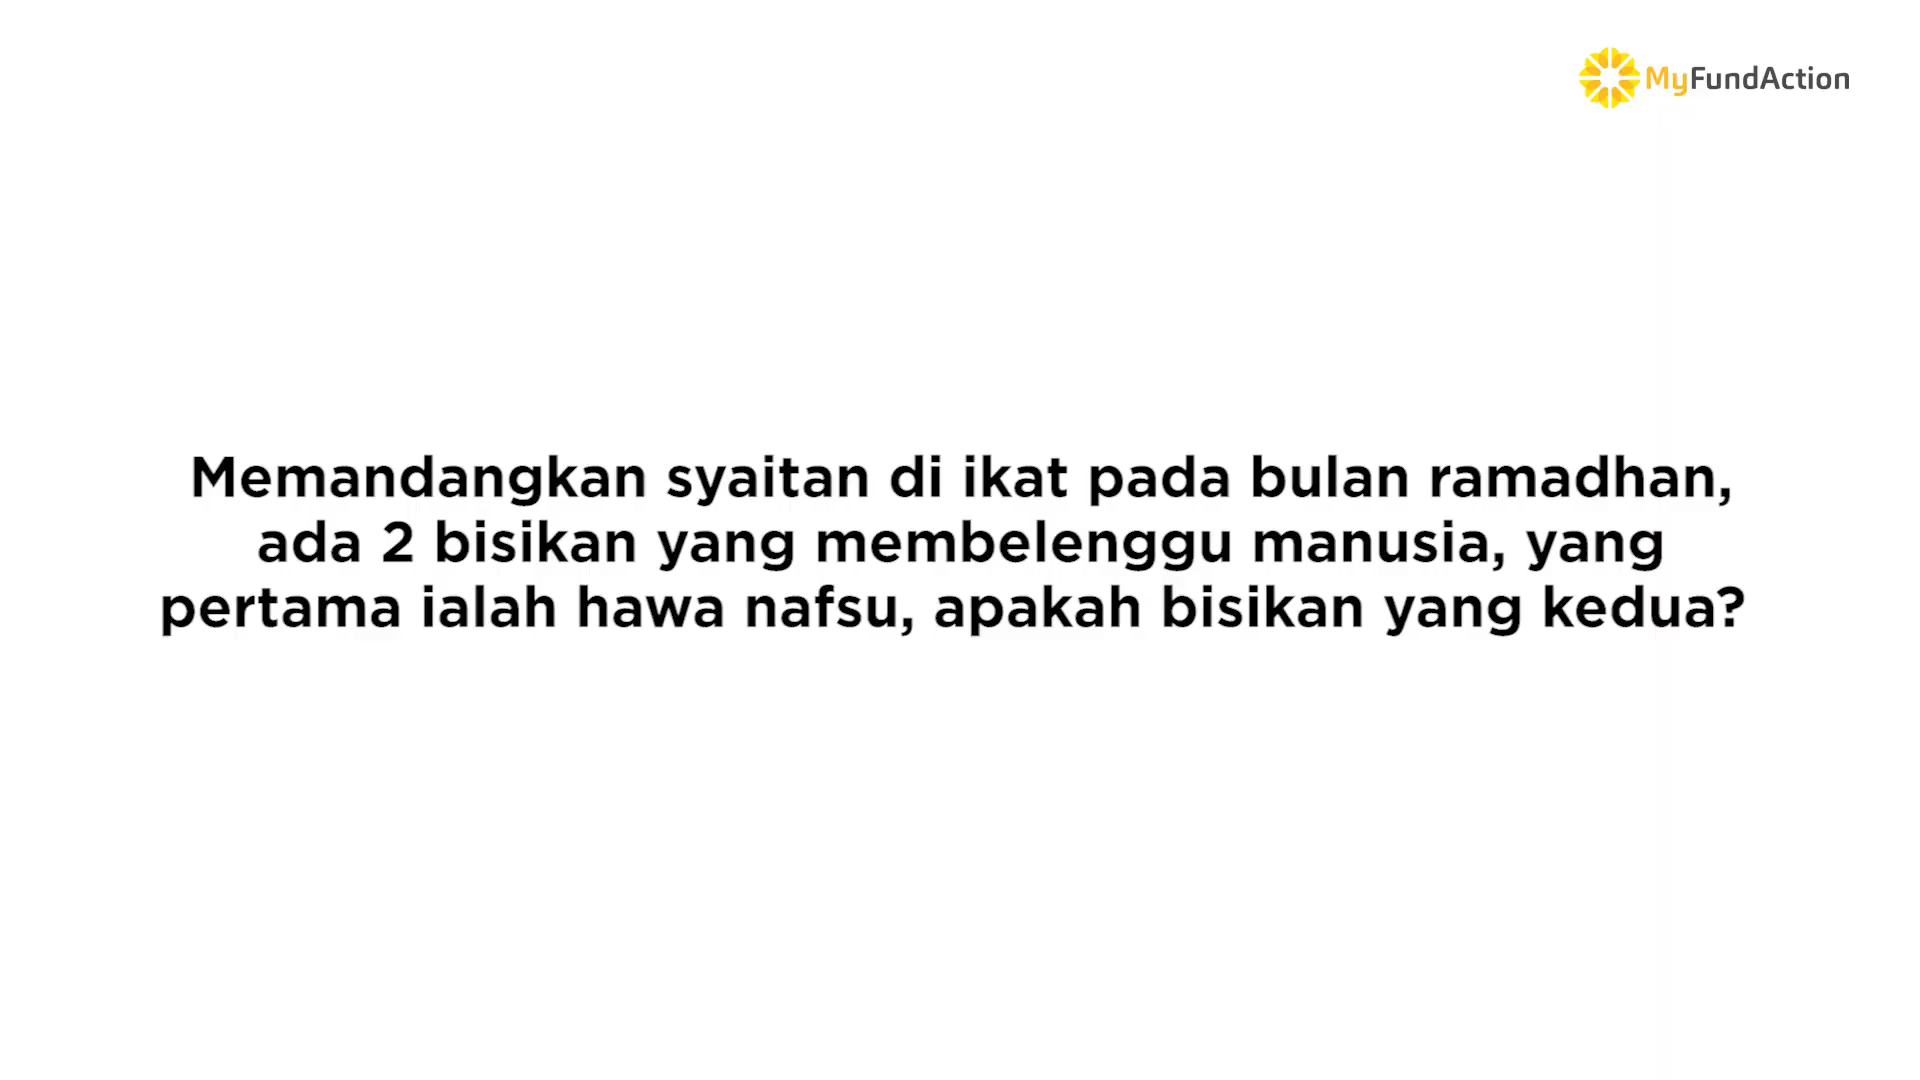 MyFundAction
Memandangkan syaitan di ikat pada bulan ramadhan,
ada 2 bisikan yang membelenggu manusia, yang
pertama ialah hawa nafsu, apakah bisikan yang kedua?